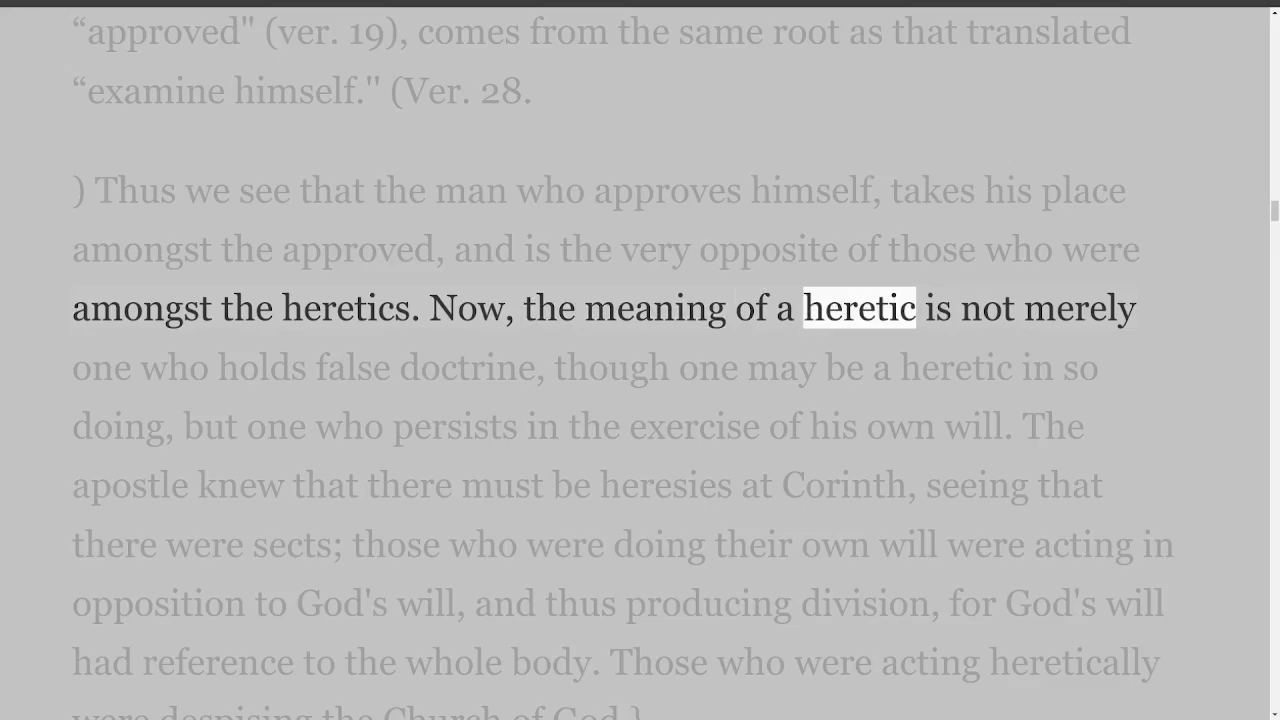 “approved" (ver. 19), comes from the same root as that translated
“examine himself." (Ver. 28.
) Thus we see that the man who approves himself, takes his place
amongst the approved, and is the very opposite of those who were
amongst the heretics. Now, the meaning of a heretic is not merely
one who holds false doctrine, though one may be a heretic in so
doing, but one who persists in the exercise of his own will. The
apostle knew that there must be heresies at Corinth, seeing that
there were sects; those who were doing their own will were acting in
opposition to God's will, and thus producing division, for God's will
had reference to the whole body. Those who were acting heretically
were despising the Church of God.}